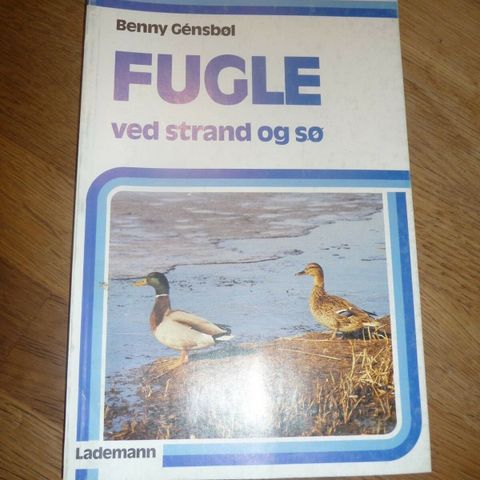 Benny Génsbøl
FUGLE
ved strand og sø
Lademann